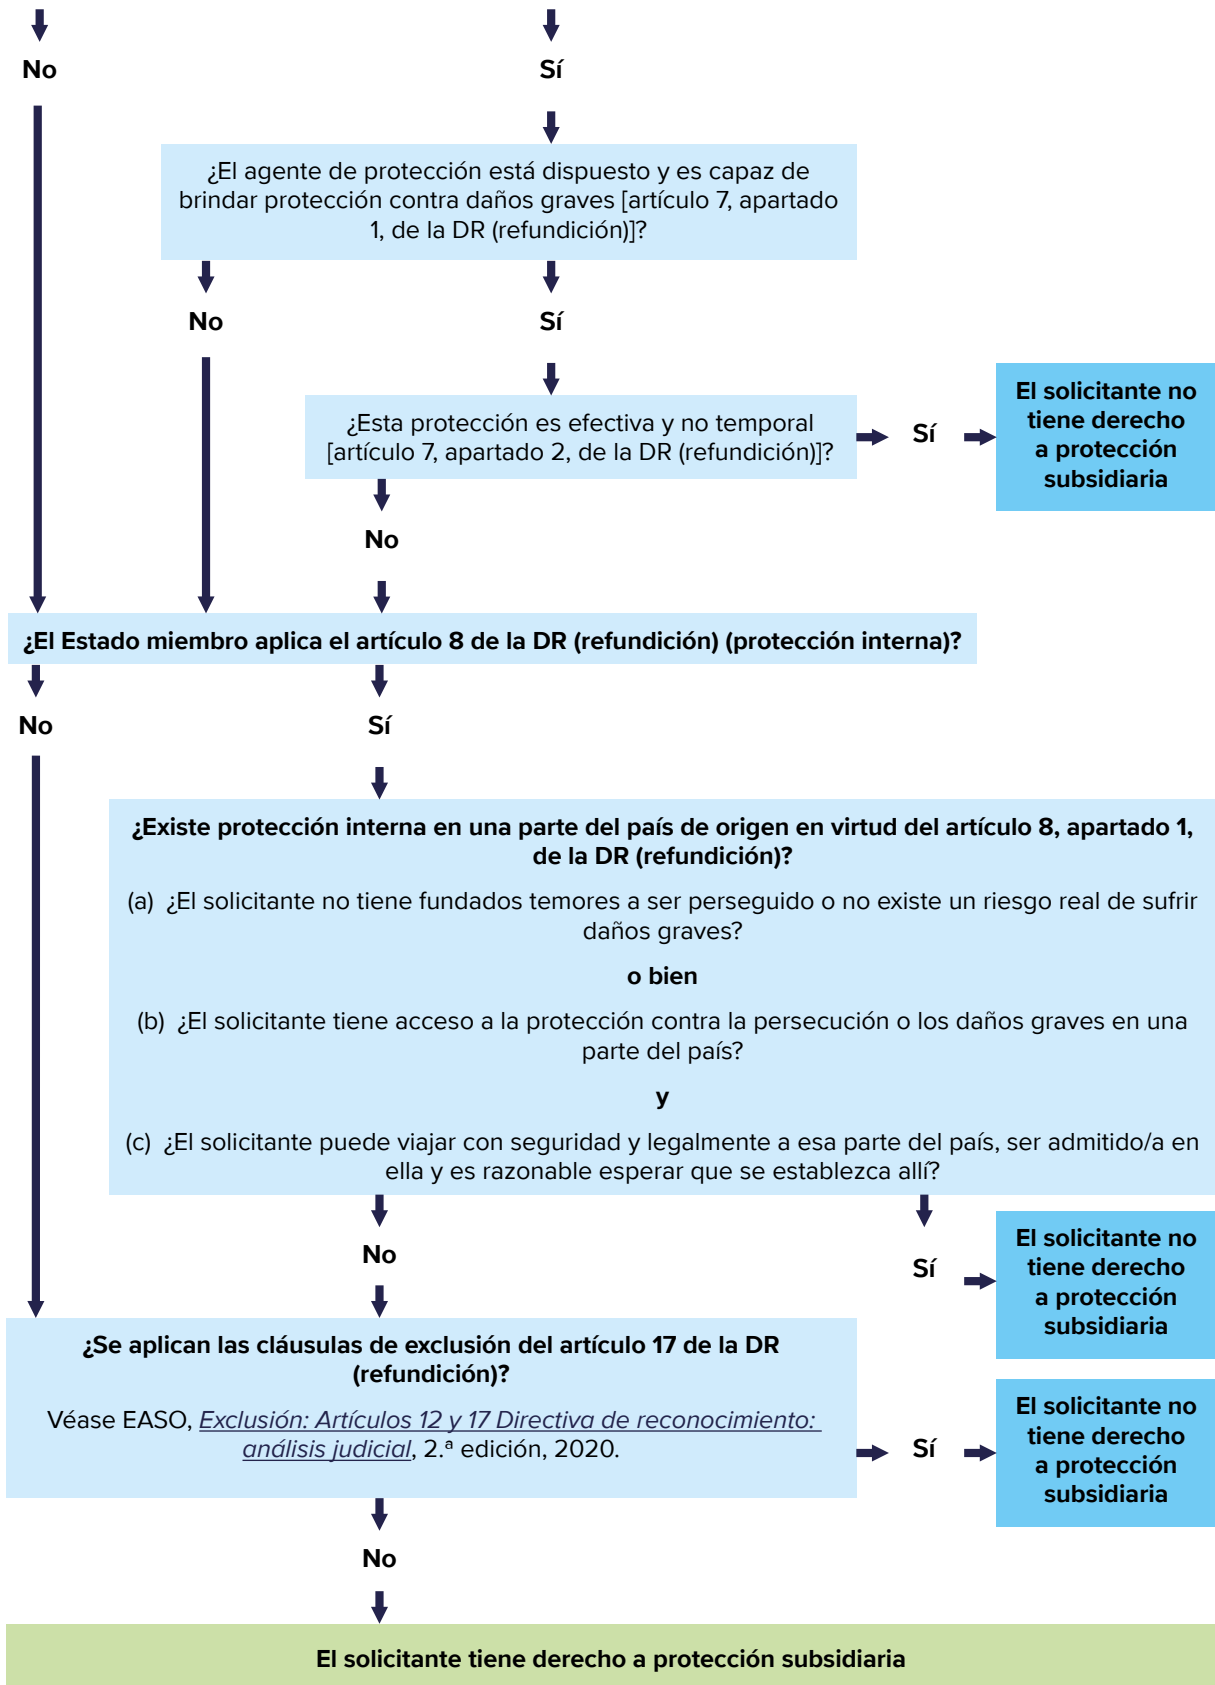 No
Sí
¿El agente de protección está dispuesto y es capaz de
brindar protección contra daños graves [artículo 7, apartado
1, de la DR (refundición)]?
No
Sí
¿Esta protección es efectiva y no temporal
[artículo 7, apartado 2, de la DR (refundición)]?
Sí
El solicitante no
tiene derecho
a protección
subsidiaria
No
¿El Estado miembro aplica el artículo 8 de la DR (refundición) (protección interna)?
No
Sí
¿Existe protección interna en una parte del país de origen en virtud del artículo 8, apartado 1,
de la DR (refundición)?
(a) ¿El solicitante no tiene fundados temores a ser perseguido o no existe un riesgo real de sufrir
daños graves?
o bien
(b) ¿El solicitante tiene acceso a la protección contra la persecución o los daños graves en una
parte del país?
y
(c) ¿El solicitante puede viajar con seguridad y legalmente a esa parte del país, ser admitido/a en
ella y es razonable esperar que se establezca allí?
No
Sí
El solicitante no
tiene derecho
a protección
subsidiaria
¿Se aplican las cláusulas de exclusión del artículo 17 de la DR
(refundición)?
Véase EASO, Exclusión: Artículos 12 y 17 Directiva de reconocimiento:
análisis judicial, 2.ª edición, 2020.
Sí
El solicitante no
tiene derecho
a protección
subsidiaria
No
El solicitante tiene derecho a protección subsidiaria